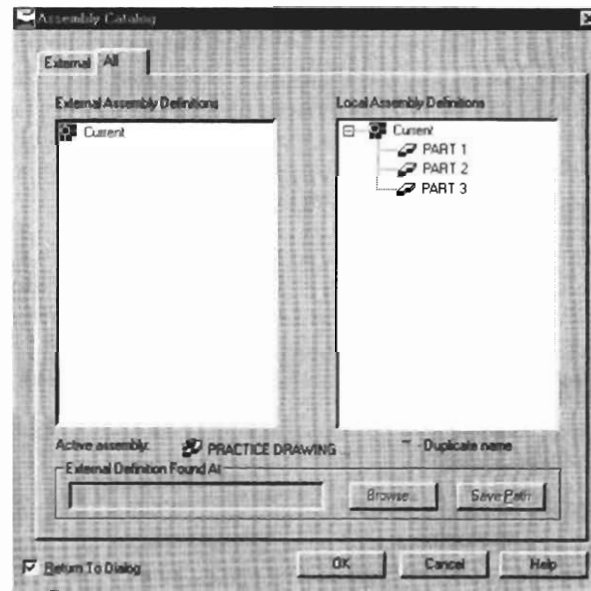 Assembly Catalog
External All
External Assembly Definitions
Current
Local Assembly Definitions
Current
PART 1
PART 2
PART 3
Active assembly: PRACTICE DRAWING ...
"" - Duplicate name
External Definition Found At
Browse... Save Path
Return To Dialog
OK Cancel Help